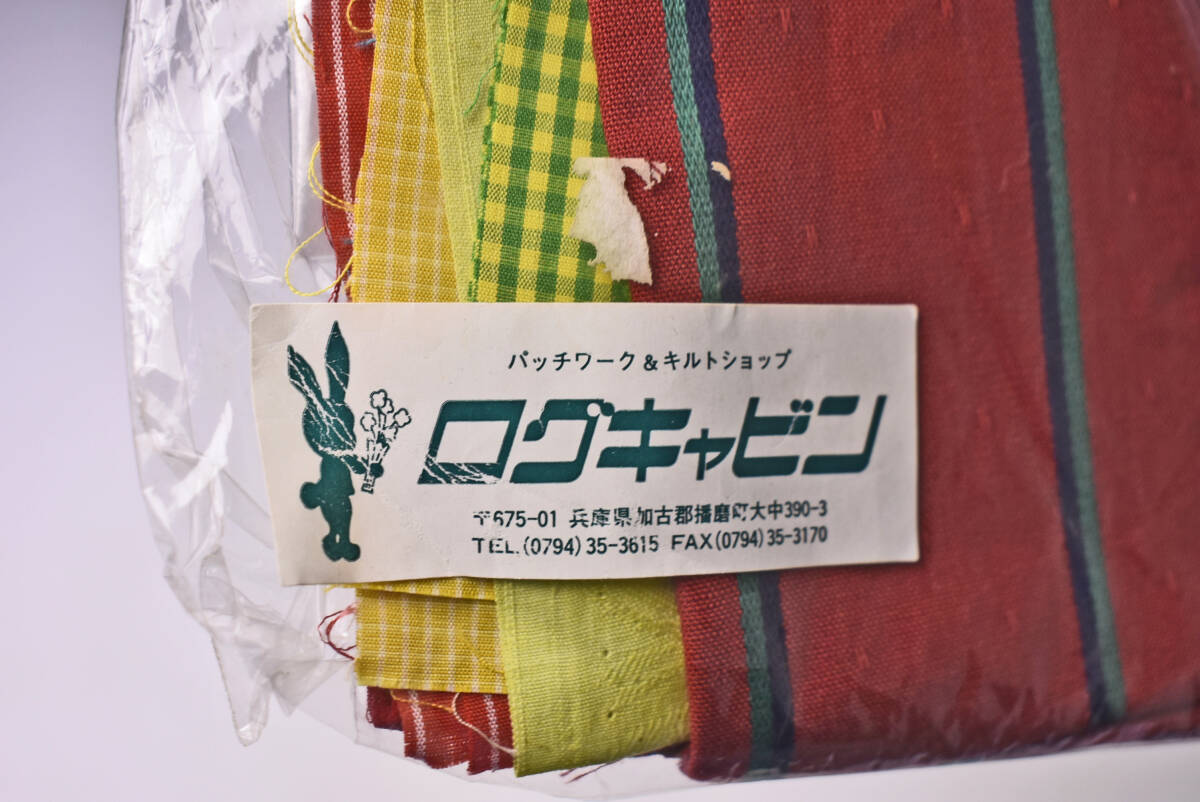 パッチワーク&キルトショップ
ログキャビン
〒675-01 兵庫県加古郡播磨町大中390-3
TEL.(0794)35-3615 FAX(0794)35-3170